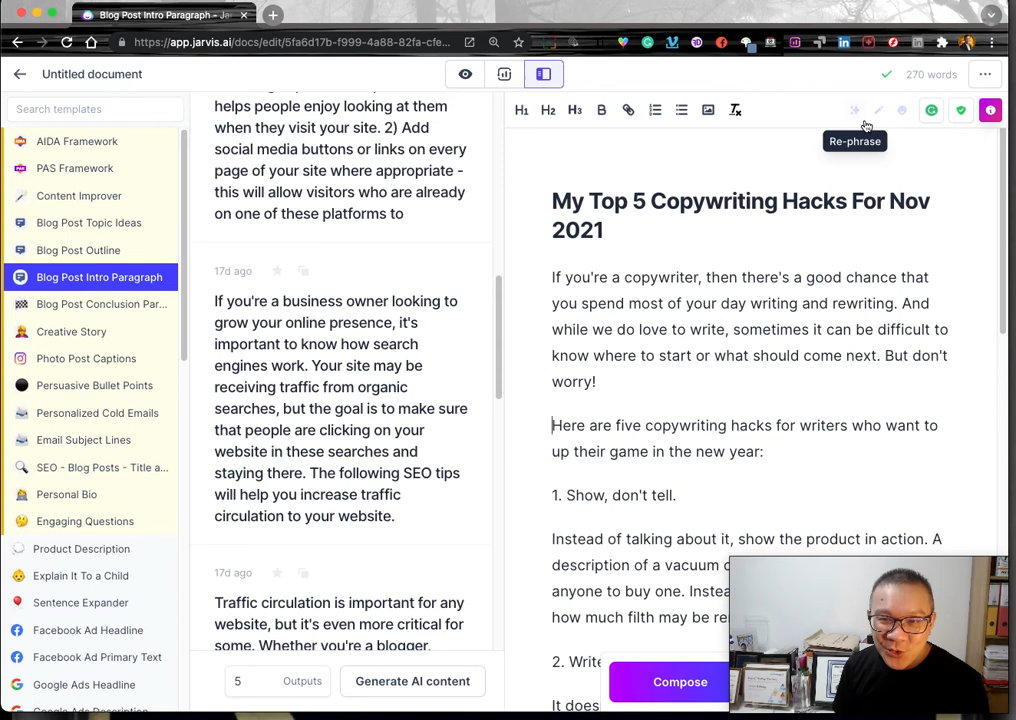 Blog Post Intro Paragraph - Ja
https://app.jarvis.ai/docs/edit/5fa6d17b-f999-4a88-82fa-cfe...
Untitled document
270 words
Search templates
AIDA Framework
PAS Framework
Content Improver
Blog Post Topic Ideas
Blog Post Outline
Blog Post Intro Paragraph
Blog Post Conclusion Par...
Creative Story
Photo Post Captions
Persuasive Bullet Points
Personalized Cold Emails
Email Subject Lines
SEO - Blog Posts - Title a...
Personal Bio
Engaging Questions
Product Description
Explain It To a Child
Sentence Expander
Facebook Ad Headline
Facebook Ad Primary Text
Google Ads Headline
Google Ads Description
helps people enjoy looking at
them when they visit your site. 2) Add
social media buttons or links on every
page of your site where appropriate -
this will allow visitors who are already
on one of these platforms to
17d ago
If you're a business owner looking to
grow your online presence, it's
important to know how search
engines work. Your site may be
receiving traffic from organic
searches, but the goal is to make sure
that people are clicking on your
website in these searches and
staying there. The following SEO tips
will help you increase traffic
circulation to your website.
17d ago
Traffic circulation is important for any
website, but it's even more critical for
some. Whether you're a blogger,
5 Outputs
Generate AI content
H1 H2 H3 B
Re-phrase
My Top 5 Copywriting Hacks For Nov
2021
If you're a copywriter, then there's a good chance that
you spend most of your day writing and rewriting. And
while we do love to write, sometimes it can be difficult to
know where to start or what should come next. But don't
worry!
Here are five copywriting hacks for writers who want to
up their game in the new year:
1. Show, don't tell.
Instead of talking about it, show the product in action. A
description of a vacuum
anyone to buy one. Instea
how much filth may be re
2. Write
It does
Compose